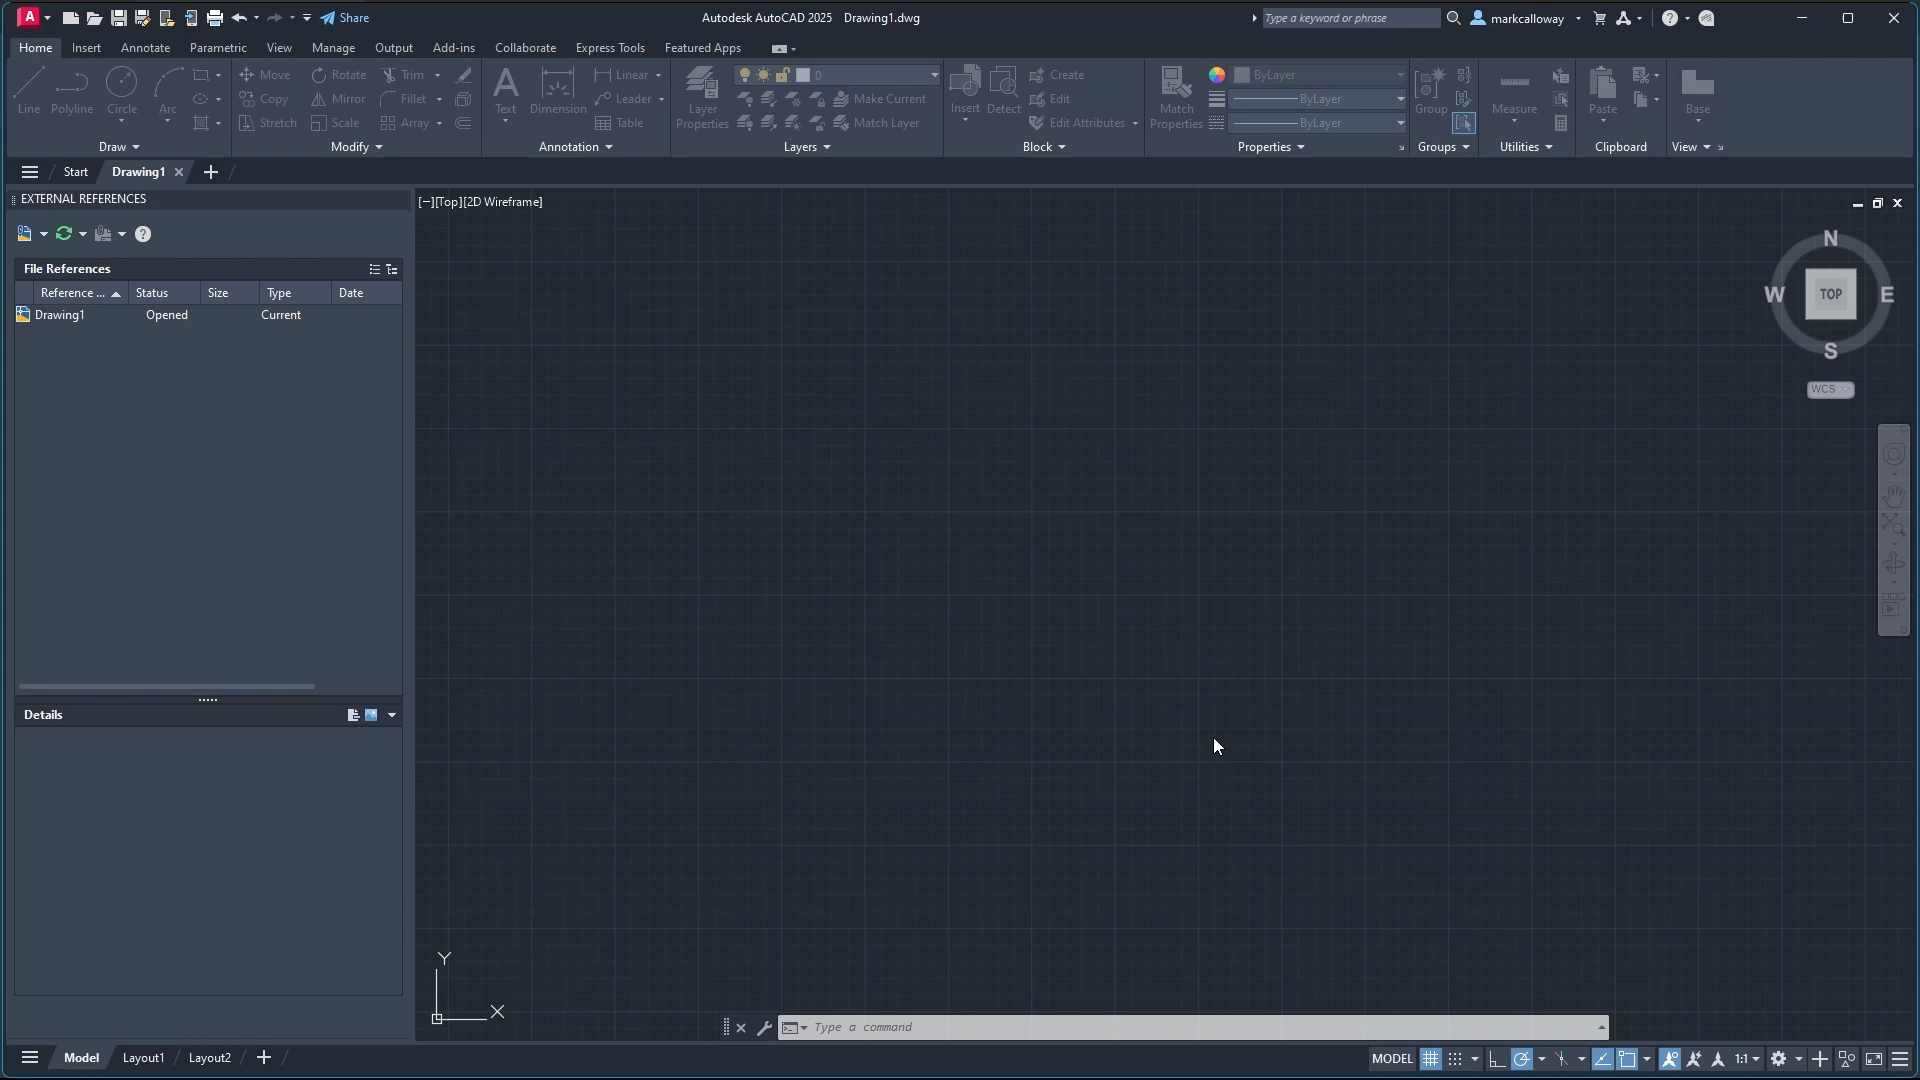 A Share Autodesk AutoCAD 2025 Drawing1.dwg Type a keyword or phrase markcalloway
Home Insert Annotate Parametric View Manage Output Add-ins Collaborate Express Tools Featured Apps
Line Polyline Circle Arc
Move Rotate Trim
Copy Mirror Fillet
Stretch Scale Array
Text Dimension
Linear
Leader
Table
Layer
Properties
0
Make Current
Match Layer
Insert Detect
Create
Edit
Edit Attributes
Match
Properties
ByLayer
ByLayer
ByLayer
Group Measure Paste Base
Draw Modify Annotation Layers Block Properties Groups Utilities Clipboard View
Start Drawing1
EXTERNAL REFERENCES
File References
Reference ... Status Size Type Date
Drawing1 Opened Current
Details
[−][Top][2D Wireframe]
N
W TOP E
S
WCS
Y
X
Type a command
Model Layout1 Layout2
MODEL 1:1